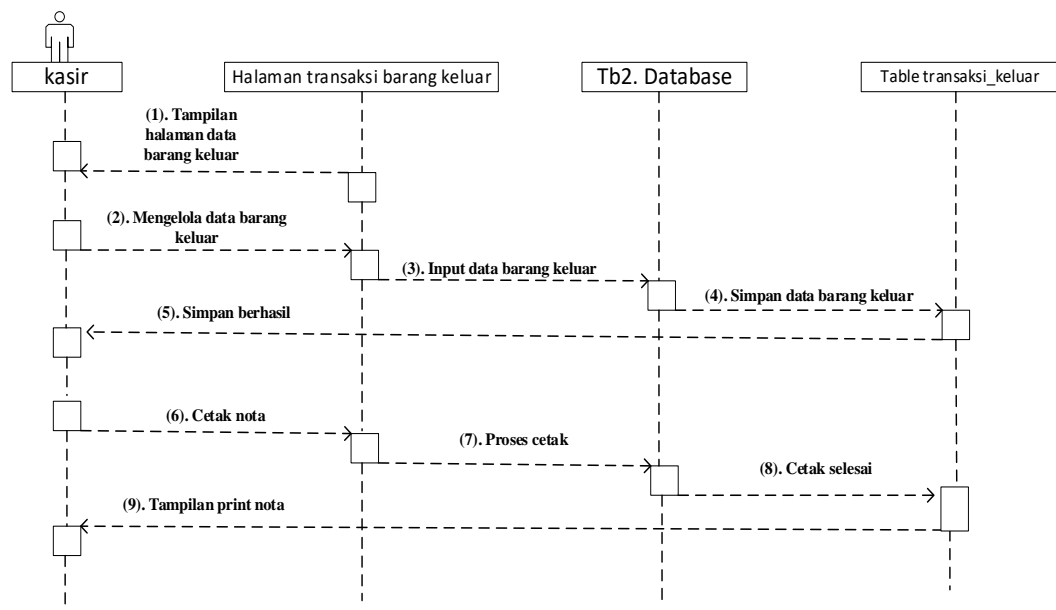 kasir
Halaman transaksi barang keluar
Tb2. Database
Table transaksi_keluar
(1). Tampilan
halaman data
barang keluar
(2). Mengelola data barang
keluar
(3). Input data barang keluar
(4). Simpan data barang keluar
(5). Simpan berhasil
(6). Cetak nota
(7). Proses cetak
(8). Cetak selesai
(9). Tampilan print nota